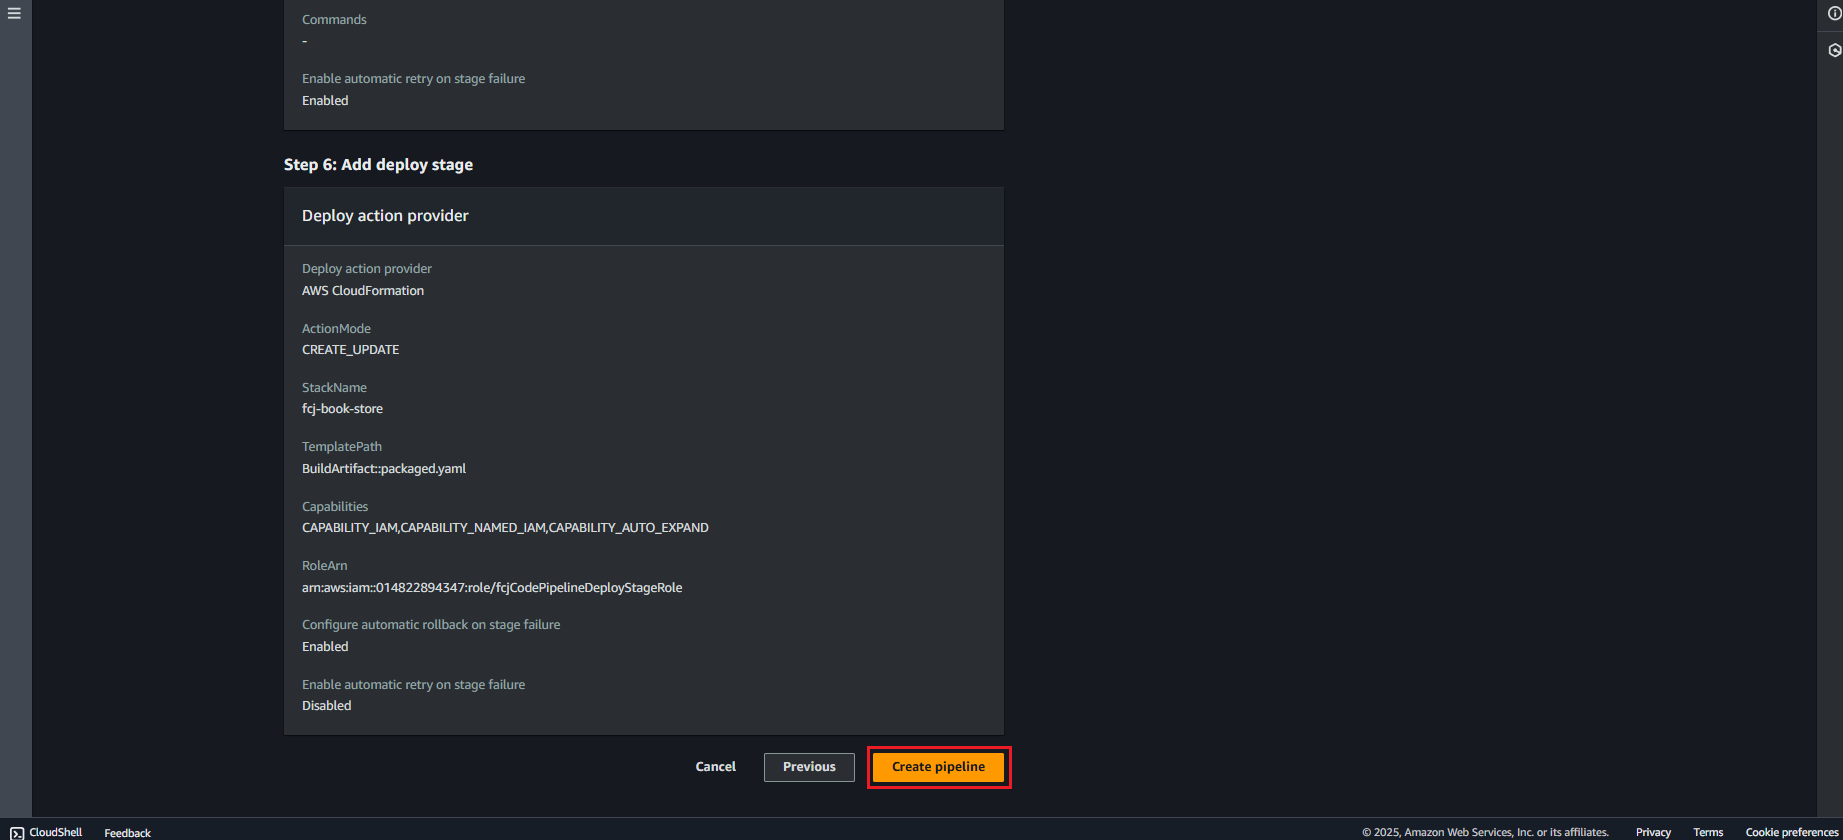 Commands
-
Enable automatic retry on stage failure
Enabled
Step 6: Add deploy stage
Deploy action provider
Deploy action provider
AWS CloudFormation
ActionMode
CREATE_UPDATE
StackName
fcj-book-store
TemplatePath
BuildArtifact::packaged.yaml
Capabilities
CAPABILITY_IAM,CAPABILITY_NAMED_IAM,CAPABILITY_AUTO_EXPAND
RoleArn
arn:aws:iam::014822894347:role/fcjCodePipelineDeployStageRole
Configure automatic rollback on stage failure
Enabled
Enable automatic retry on stage failure
Disabled
Cancel Previous Create pipeline
CloudShell Feedback © 2025, Amazon Web Services, Inc. or its affiliates. Privacy Terms Cookie preferences